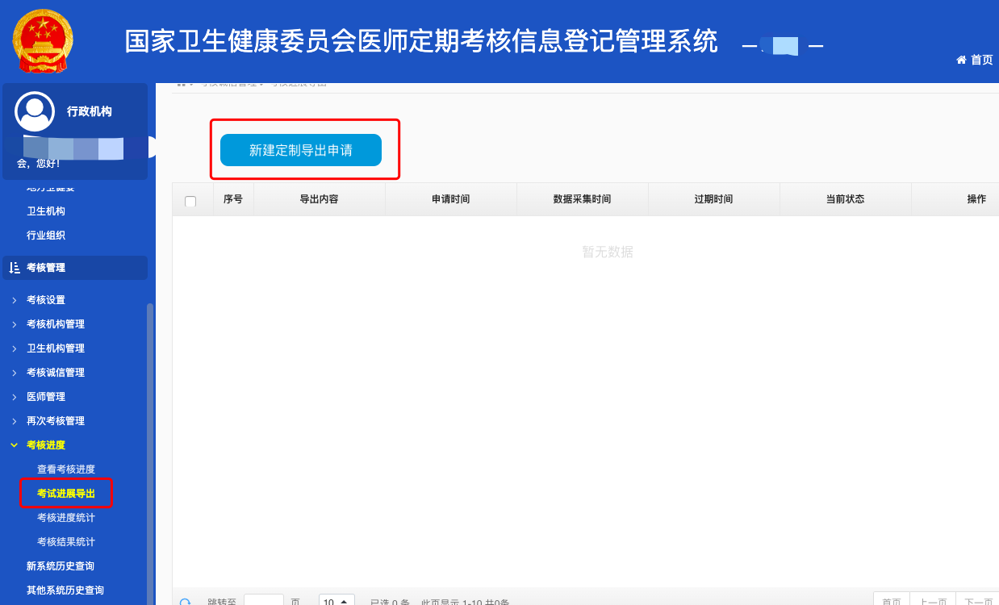 国家卫生健康委员会医师定期考核信息登记管理系统
首页
行政机构
会，您好!
卫生机构
行业组织
考核管理
考核设置
考核机构管理
卫生机构管理
考核诚信管理
医师管理
再次考核管理
考核进度
查看考核进度
考试进展导出
考核进度统计
考核结果统计
新系统历史查询
其他系统历史查询
新建定制导出申请
序号 导出内容 申请时间 数据采集时间 过期时间 当前状态 操作
暂无数据
跳转至 页 10 已选 0 条 此页显示 1-10 共0条 首页 上一页 下一页